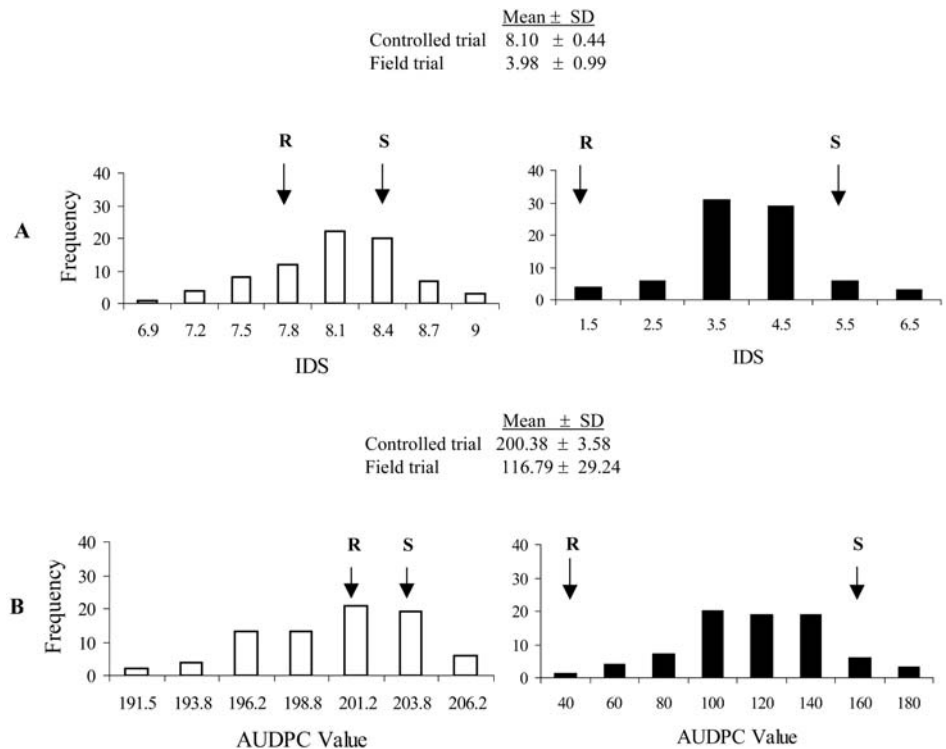 Mean ± SD
Controlled trial 8.10 ± 0.44
Field trial 3.98 ± 0.99
A
R S
Frequency
40
30
20
10
0
6.9 7.2 7.5 7.8 8.1 8.4 8.7 9
IDS
R S
40
30
20
10
0
1.5 2.5 3.5 4.5 5.5 6.5
IDS
Mean ± SD
Controlled trial 200.38 ± 3.58
Field trial 116.79 ± 29.24
B
R S
Frequency
40
30
20
10
0
191.5 193.8 196.2 198.8 201.2 203.8 206.2
AUDPC Value
R S
40
30
20
10
0
40 60 80 100 120 140 160 180
AUDPC Value